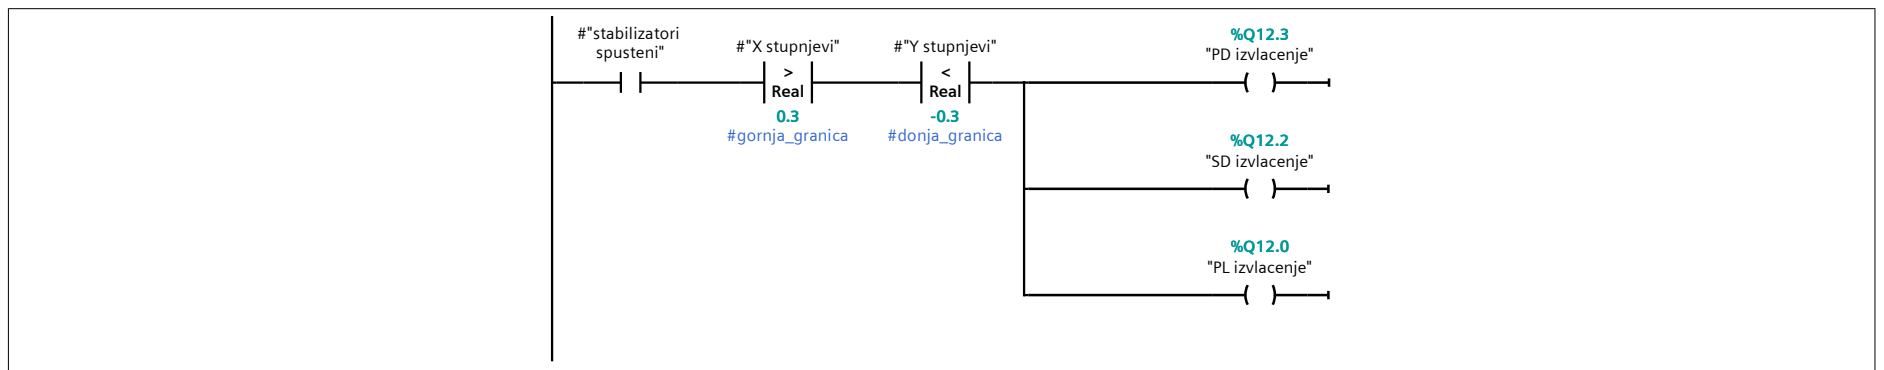 #"stabilizatori
spusteni"
#"X stupnjevi"
>
Real
0.3
#gornja_granica
#"Y stupnjevi"
<
Real
-0.3
#donja_granica
%Q12.3
"PD izvlacenje"
%Q12.2
"SD izvlacenje"
%Q12.0
"PL izvlacenje"